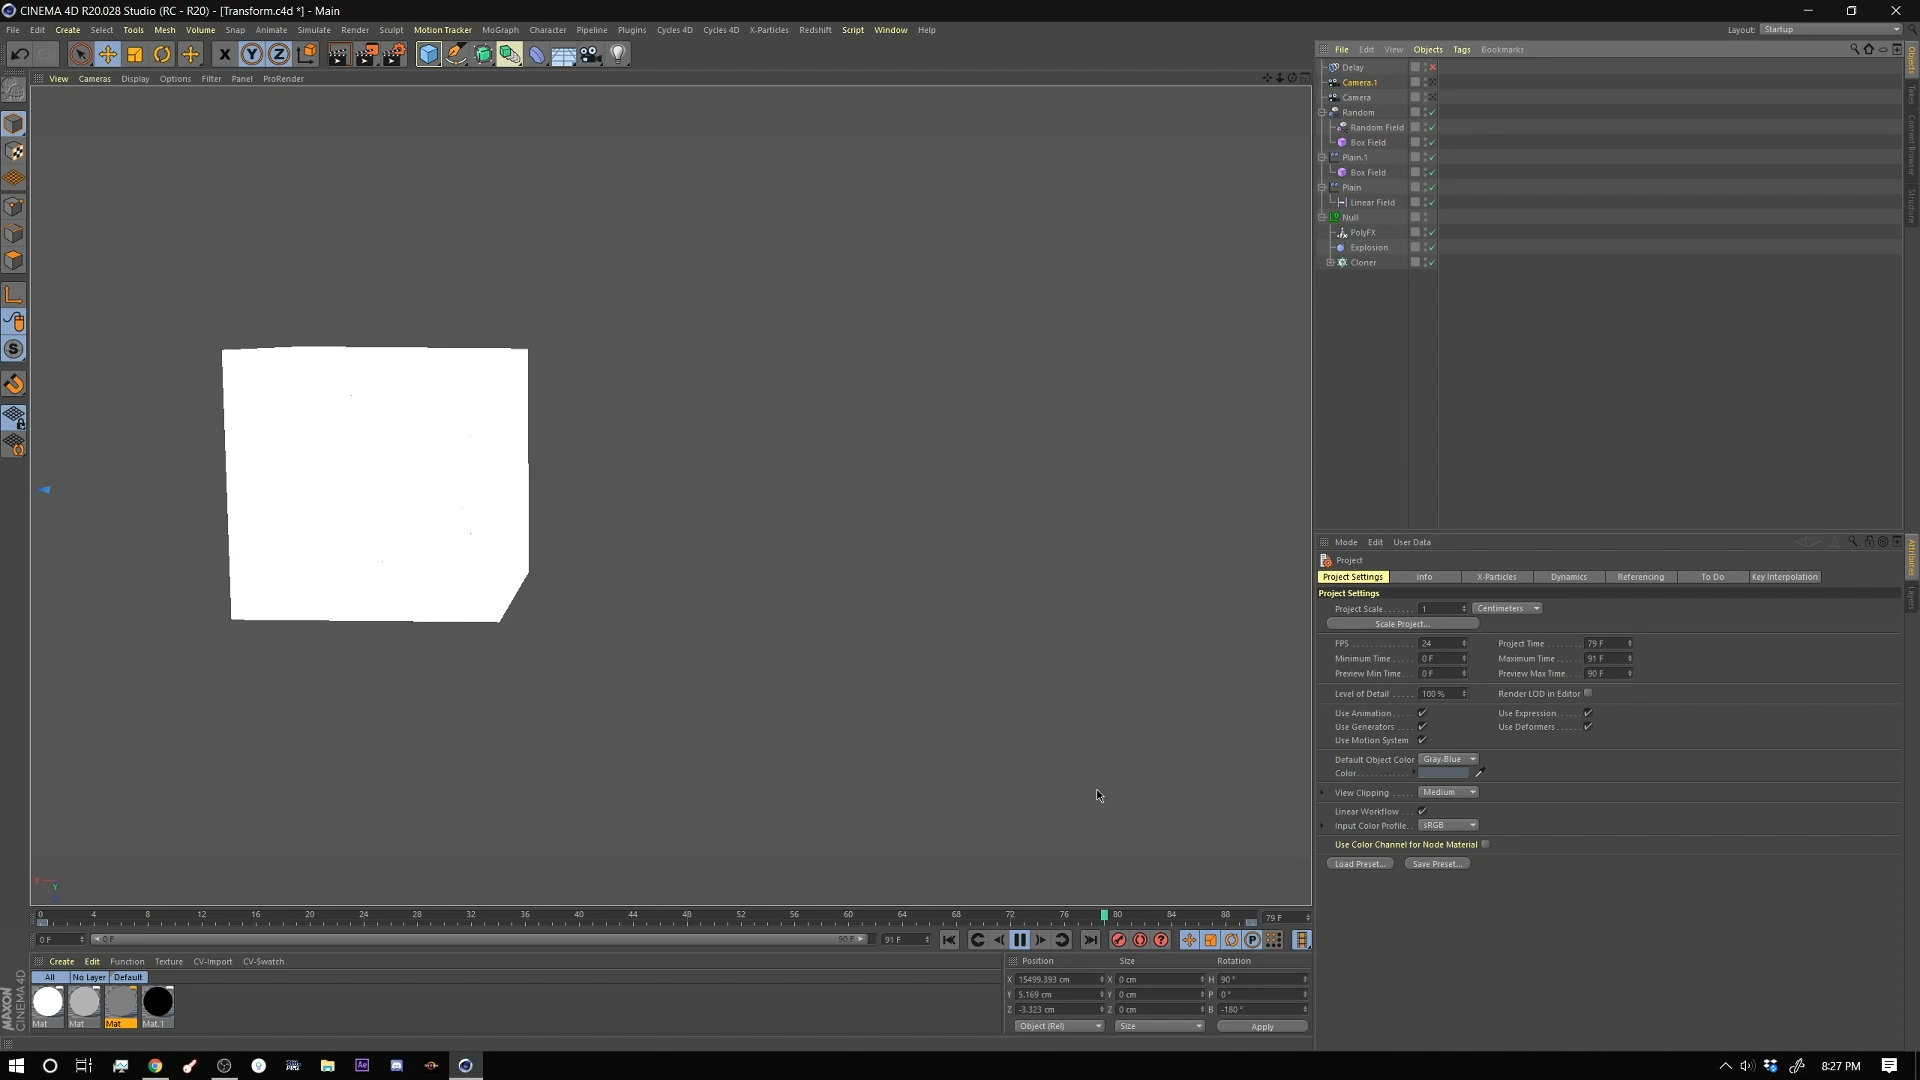 CINEMA 4D R20.028 Studio (RC - R20) - [Transform.c4d *] - Main
File Edit Create Select Tools Mesh Volume Snap Animate Simulate Render Sculpt Motion Tracker MoGraph Character Pipeline Plugins Cycles 4D Cycles 4D X-Particles Redshift Script Window Help
Layout: Startup
X Y Z
View Cameras Display Options Filter Panel ProRender
File Edit View Objects Tags Bookmarks
Delay
Camera.1
Camera
Random
Random Field
Box Field
Plain.1
Box Field
Plain
Linear Field
Null
PolyFX
Explosion
Cloner
Objects
Takes
Content Browser
Structure
Mode Edit User Data
Project
Project Settings Info X-Particles Dynamics Referencing To Do Key Interpolation
Project Settings
Project Scale 1 Centimeters
Scale Project...
FPS 24 Project Time 79 F
Minimum Time 0 F Maximum Time 91 F
Preview Min Time 0 F Preview Max Time 90 F
Level of Detail 100 % Render LOD in Editor
Use Animation Use Expression
Use Generators Use Deformers
Use Motion System
Default Object Color Gray-Blue
Color
View Clipping Medium
Linear Workflow
Input Color Profile sRGB
Use Color Channel for Node Material
Load Preset... Save Preset...
Attributes
Layers
X Y
0 4 8 12 16 20 24 28 32 36 40 44 48 52 56 60 64 68 72 76 80 84 88 79 F
0 F 0 F 90 F 91 F
Create Edit Function Texture CV-Import CV-Swatch
All No Layer Default
Mat Mat Mat Mat.1
MAXON
CINEMA 4D
Position Size Rotation
X 15499.393 cm X 0 cm H 90 °
Y 5.169 cm Y 0 cm P 0 °
Z -3.323 cm Z 0 cm B -180 °
Object (Rel) Size Apply
Ae
8:27 PM